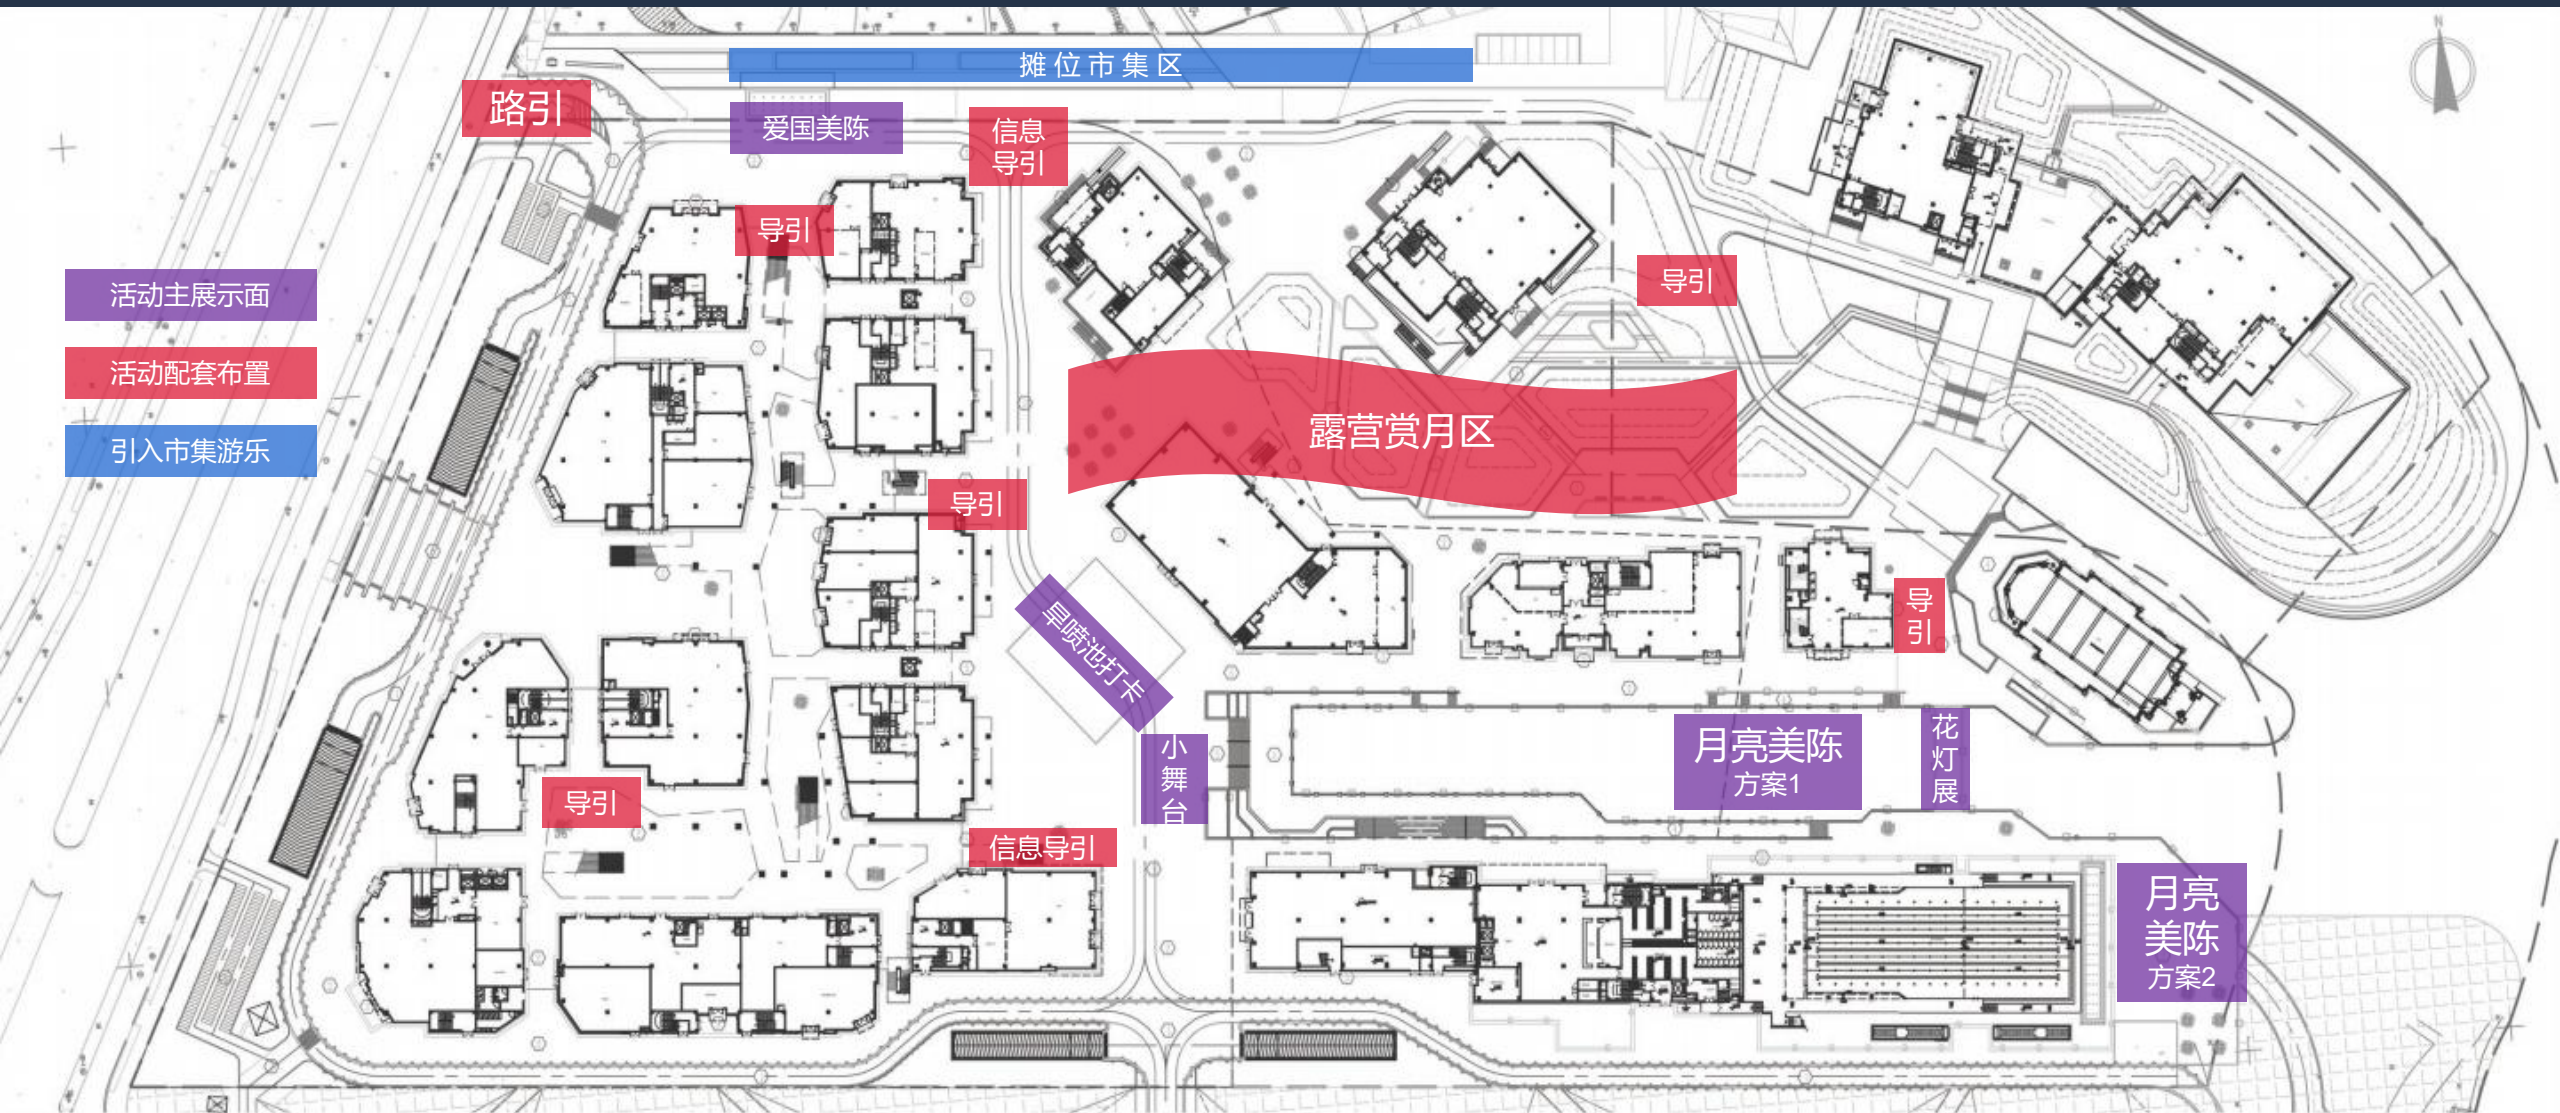 N
摊位市集区
路引
爱国美陈
信息
导引
导引
导引
活动主展示面
活动配套布置
引入市集游乐
露营赏月区
导引
旱喷池打卡
导
引
小
舞
台
月亮美陈
方案1
花
灯
展
导引
信息导引
月亮
美陈
方案2